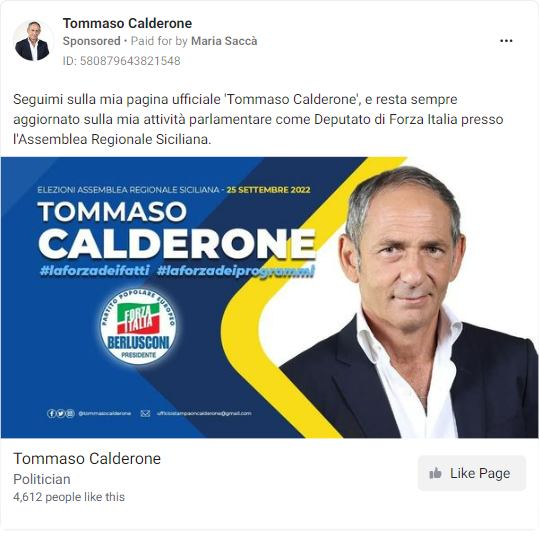 Tommaso Calderone
Sponsored • Paid for by Maria Saccà
ID: 580879643821548
Seguimi sulla mia pagina ufficiale 'Tommaso Calderone', e resta sempre
aggiornato sulla mia attività parlamentare come Deputato di Forza Italia presso
l'Assemblea Regionale Siciliana.
ELEZIONI ASSEMBLEA REGIONALE SICILIANA - 25 SETTEMBRE 2022
TOMMASO
CALDERONE
#laforzadeifatti #laforzadeiprogrammi
PARTITO POPOLARE EUROPEO
FORZA
ITALIA
BERLUSCONI
PRESIDENTE
@tommasocalderone ufficiostampaoncalderone@gmail.com
Tommaso Calderone
Politician
4,612 people like this
Like Page